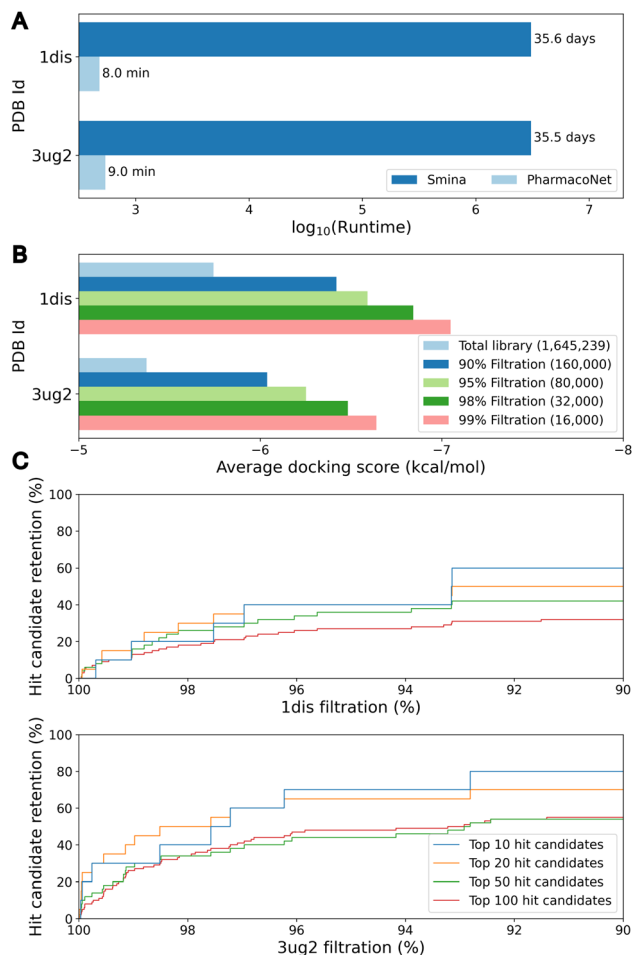 A
1dis
35.6 days
8.0 min
PDB Id
3ug2
35.5 days
9.0 min
Smina
PharmacoNet
3 4 5 6 7
log10(Runtime)
B
1dis
PDB Id
3ug2
Total library (1,645,239)
90% Filtration (160,000)
95% Filtration (80,000)
98% Filtration (32,000)
99% Filtration (16,000)
−5 −6 −7 −8
Average docking score (kcal/mol)
C
Hit candidate retention (%)
100
80
60
40
20
0
100 98 96 94 92 90
1dis filtration (%)
Hit candidate retention (%)
100
80
60
40
20
0
Top 10 hit candidates
Top 20 hit candidates
Top 50 hit candidates
Top 100 hit candidates
100 98 96 94 92 90
3ug2 filtration (%)